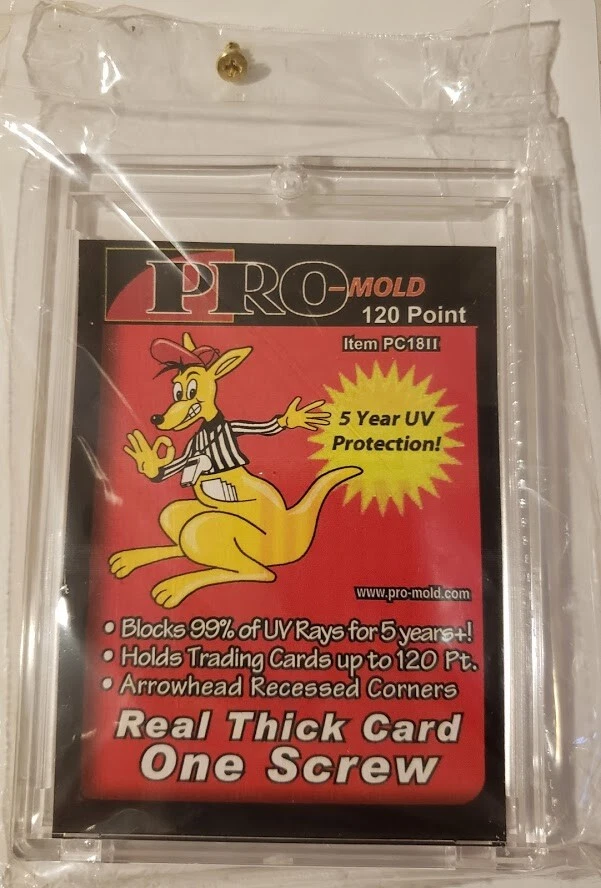 PRO-MOLD
120 Point
Item PC18II
5 Year UV
Protection!
www.pro-mold.com
• Blocks 99% of UV Rays for 5 years+!
• Holds Trading Cards up to 120 Pt.
• Arrowhead Recessed Corners
Real Thick Card
One Screw